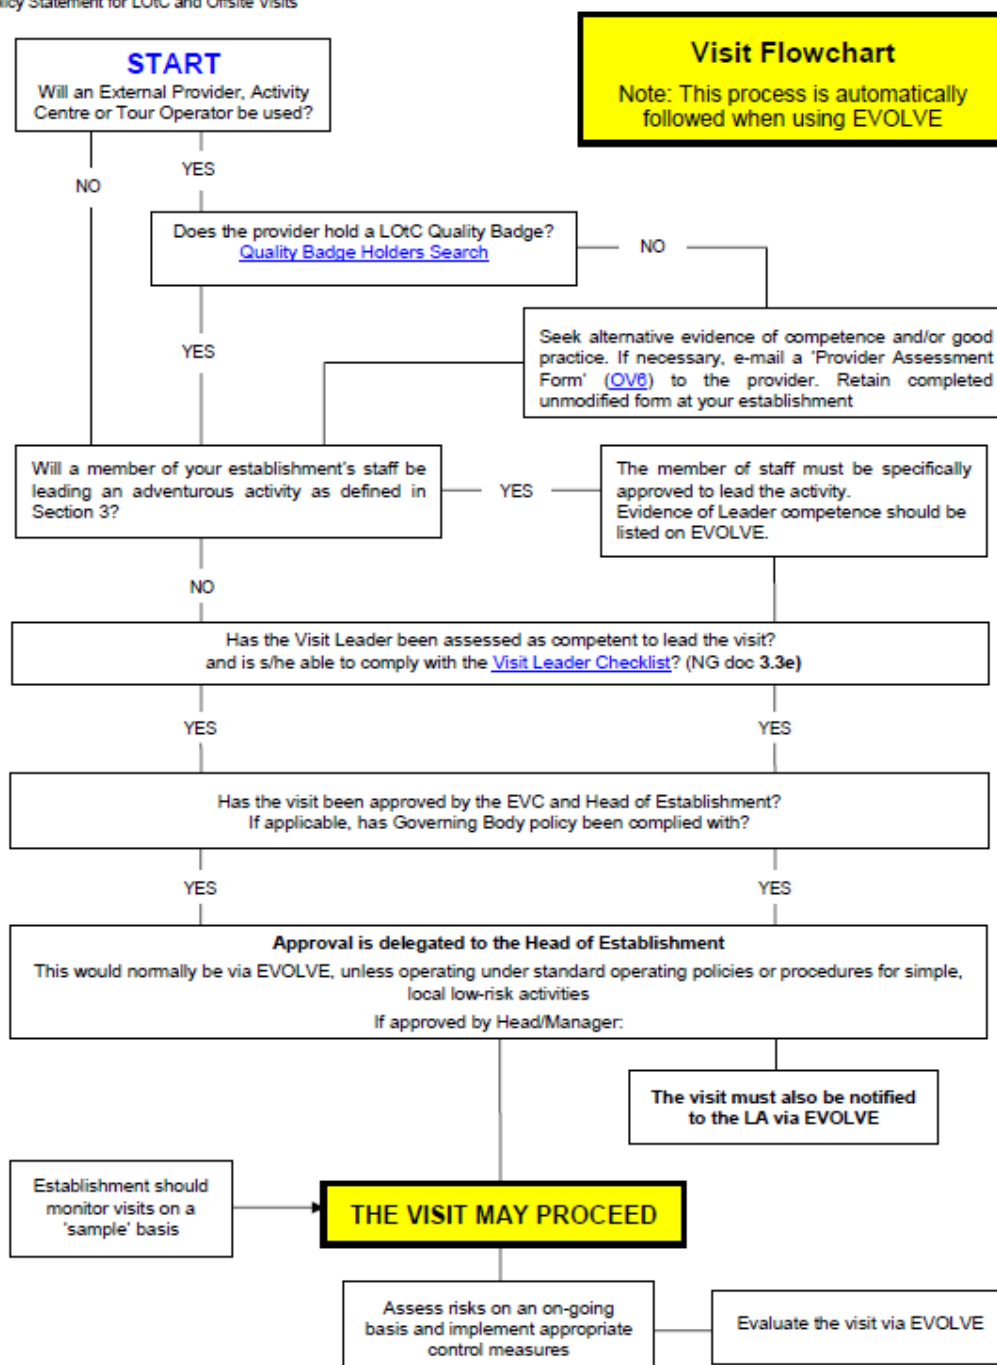 Policy Statement for LOtC and Offsite Visits
START
Will an External Provider, Activity
Centre or Tour Operator be used?
Visit Flowchart
Note: This process is automatically
followed when using EVOLVE
NO
YES
Does the provider hold a LOtC Quality Badge?
Quality Badge Holders Search
NO
YES
Seek alternative evidence of competence and/or good
practice. If necessary, e-mail a 'Provider Assessment
Form' (OV6) to the provider. Retain completed
unmodified form at your establishment
Will a member of your establishment's staff be
leading an adventurous activity as defined in
Section 3?
YES
The member of staff must be specifically
approved to lead the activity.
Evidence of Leader competence should be
listed on EVOLVE.
NO
Has the Visit Leader been assessed as competent to lead the visit?
and is s/he able to comply with the Visit Leader Checklist? (NG doc 3.3e)
YES
YES
Has the visit been approved by the EVC and Head of Establishment?
If applicable, has Governing Body policy been complied with?
YES
YES
Approval is delegated to the Head of Establishment
This would normally be via EVOLVE, unless operating under standard operating policies or procedures for simple,
local low-risk activities
If approved by Head/Manager:
The visit must also be notified
to the LA via EVOLVE
Establishment should
monitor visits on a
'sample' basis
THE VISIT MAY PROCEED
Assess risks on an on-going
basis and implement appropriate
control measures
Evaluate the visit via EVOLVE